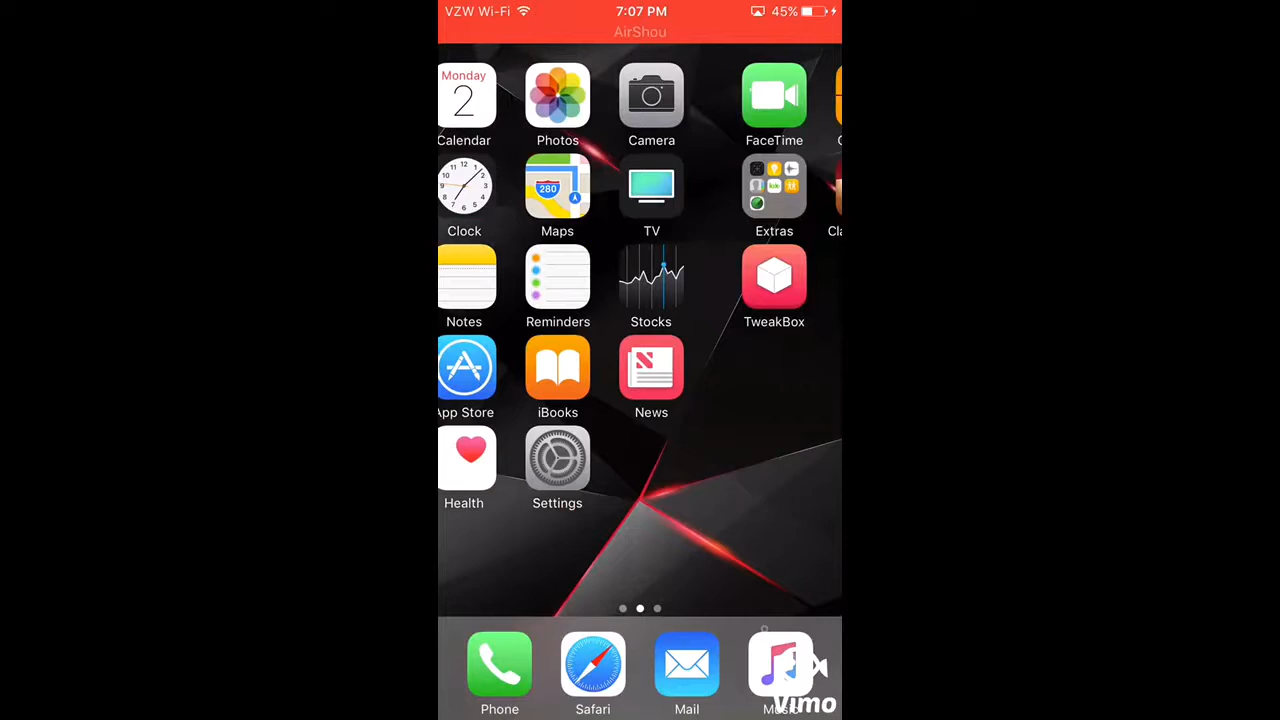 VZW Wi-Fi 7:07 PM 45%
AirShou
Monday
2
Calendar Photos Camera FaceTime
280
Clock Maps TV Extras
Notes Reminders Stocks TweakBox
App Store iBooks News
Health Settings
Phone Safari Mail
Vimo